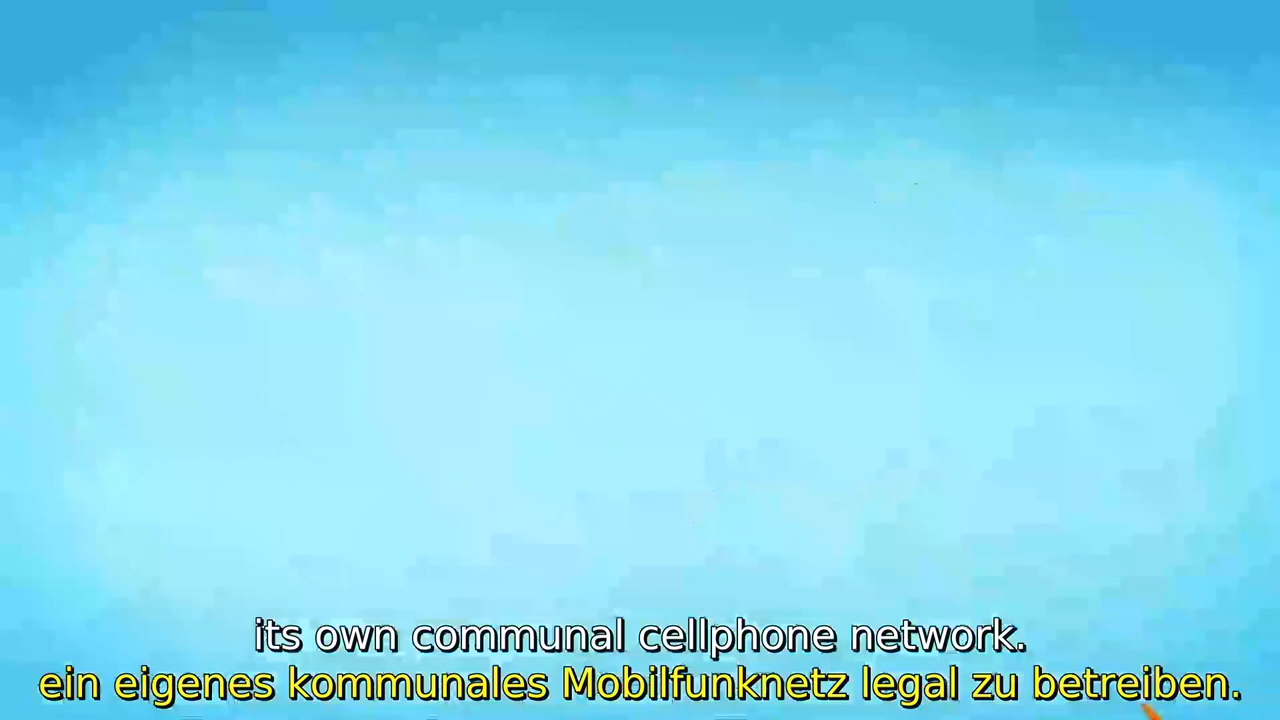 its own communal cellphone network.
ein eigenes kommunales Mobilfunknetz legal zu betreiben.